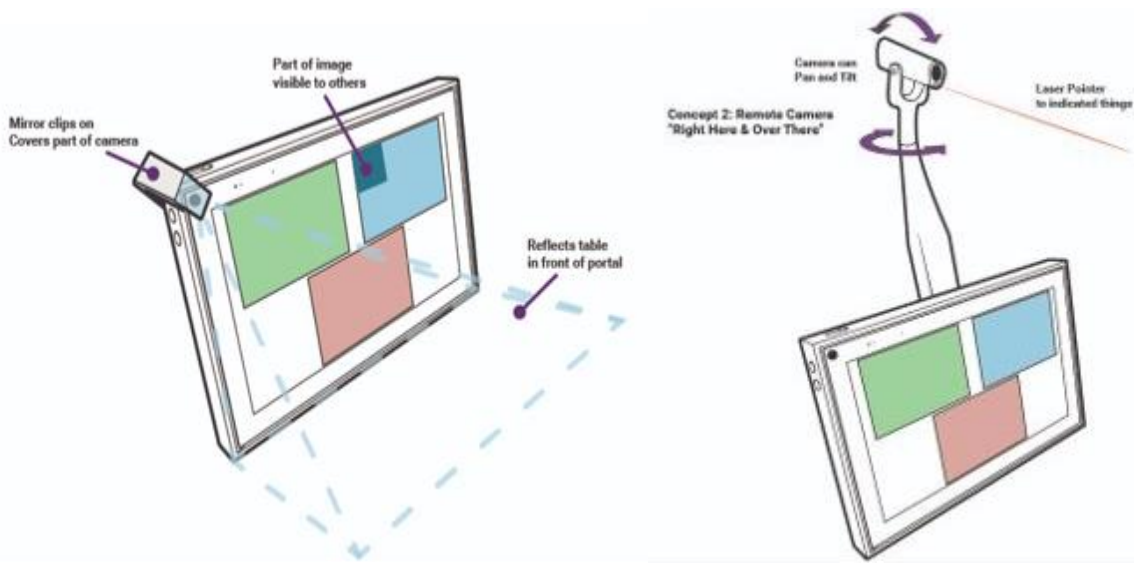 Part of image
visible to others
Mirror clips on
Covers part of camera
Reflects table
in front of portal
Camera can
Pan and Tilt
Concept 2: Remote Camera
"Right Here & Over There"
Laser Pointer
to indicated things